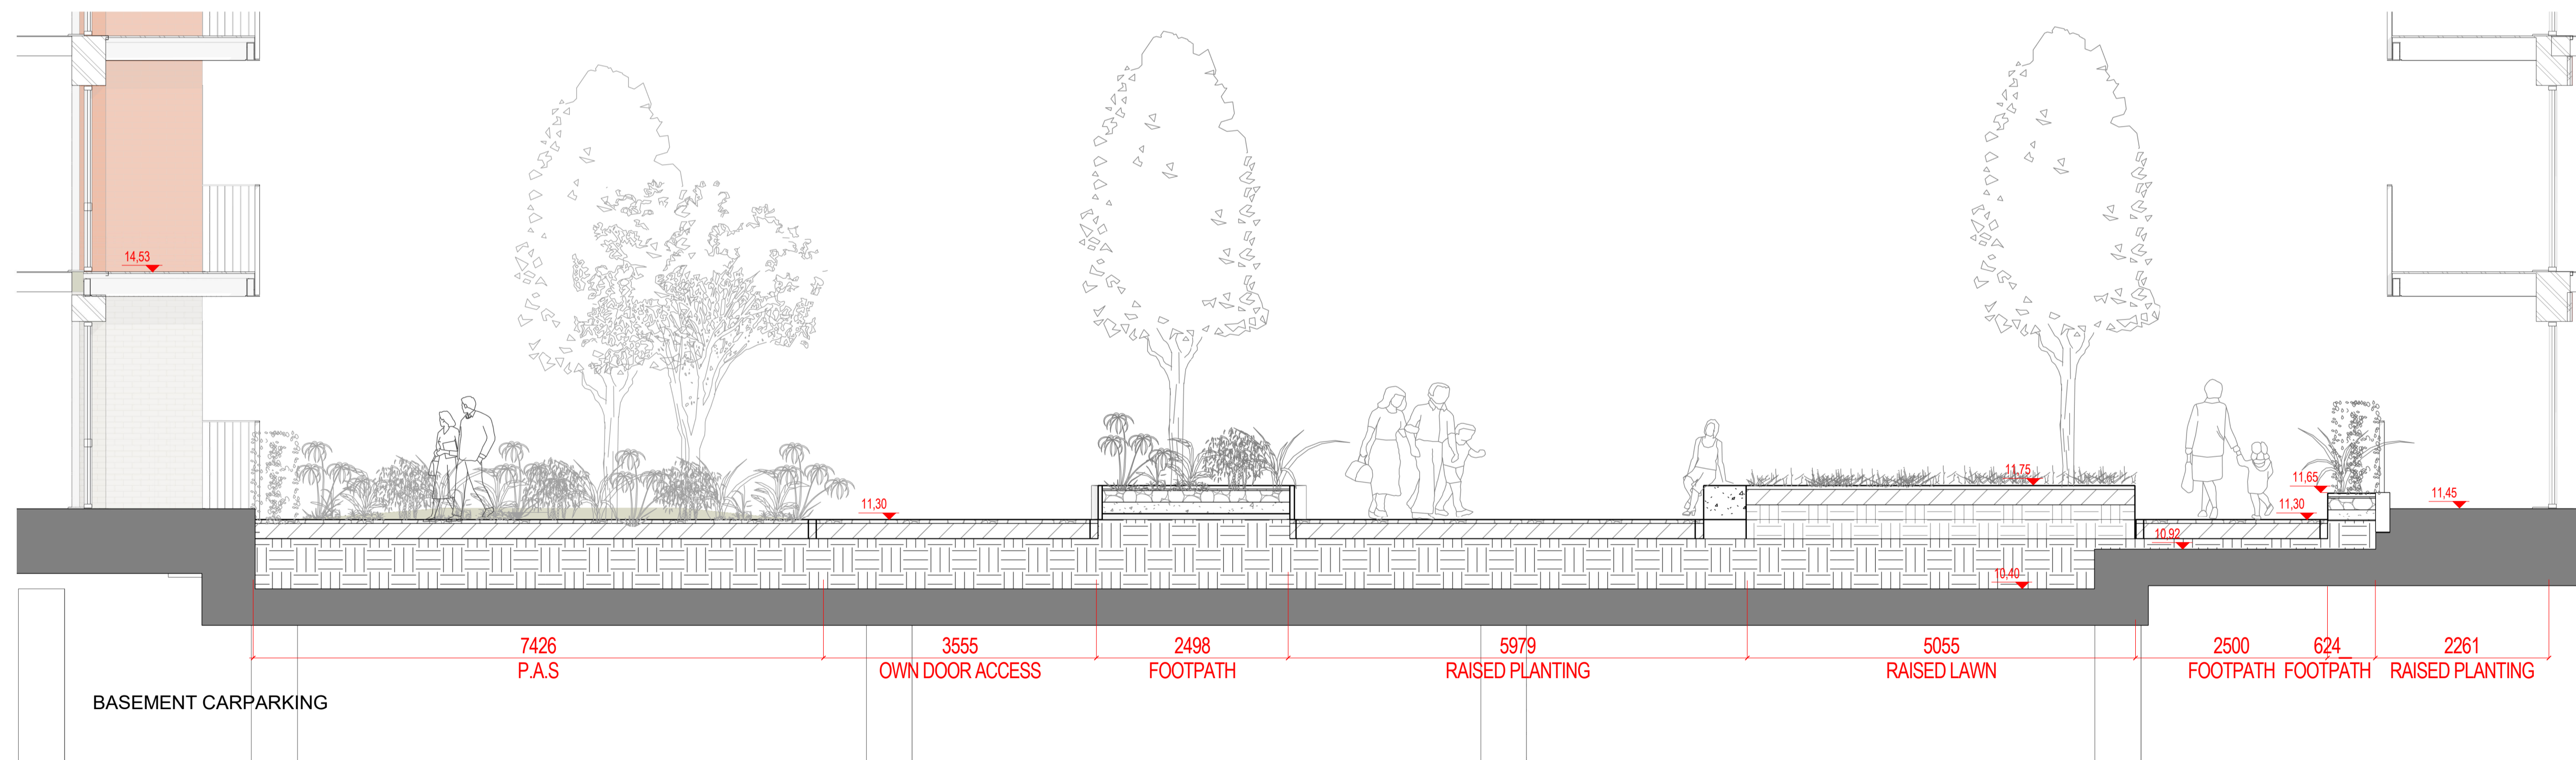 14,53
11,75
11,65
11,45
11,30
11,30
10,92
10,40
7426
P.A.S
3555
OWN DOOR ACCESS
2498
FOOTPATH
5979
RAISED PLANTING
5055
RAISED LAWN
2500
FOOTPATH
624
FOOTPATH
2261
RAISED PLANTING
BASEMENT CARPARKING